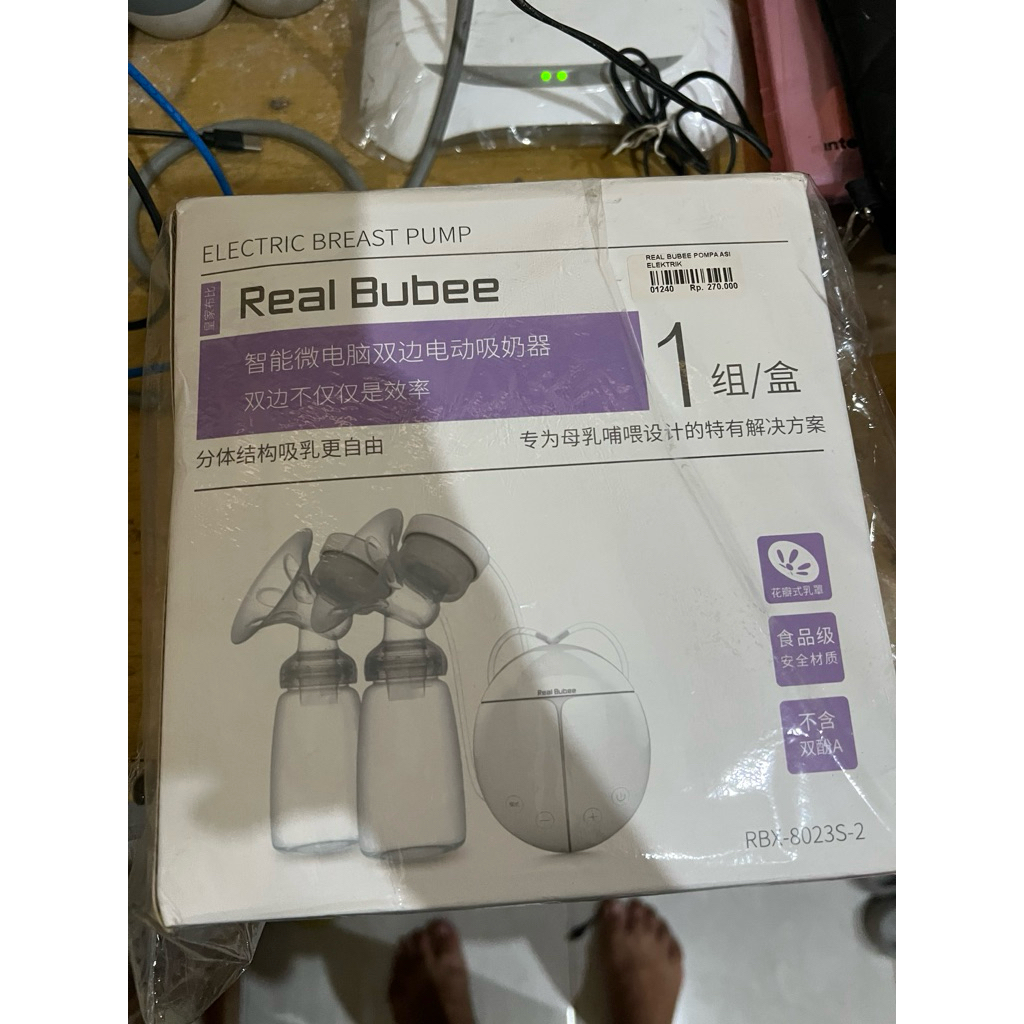 ELECTRIC BREAST PUMP
REAL BUBEE POMPA ASI
ELEKTRIK
01240 Rp. 270.000
皇家布比
Real Bubee
智能微电脑双边电动吸奶器
双边不仅仅是效率
1组/盒
分体结构吸乳更自由
专为母乳哺喂设计的特有解决方案
花瓣式乳罩
食品级
安全材质
不含
双酚A
Real Bubee
RBX-8023S-2